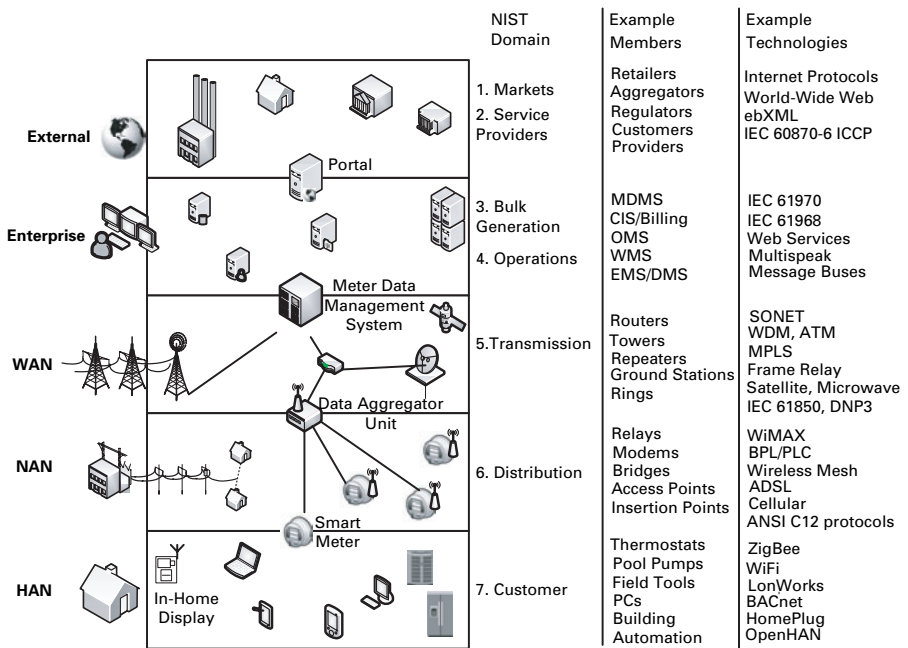 NIST
Domain
Example
Members
Example
Technologies
External
Portal
1. Markets
2. Service
Providers
Retailers
Aggregators
Regulators
Customers
Providers
Internet Protocols
World-Wide Web
ebXML
IEC 60870-6 ICCP
Enterprise
3. Bulk
Generation
4. Operations
MDMS
CIS/Billing
OMS
WMS
EMS/DMS
IEC 61970
IEC 61968
Web Services
Multispeak
Message Buses
Meter Data
Management
System
WAN
5.Transmission
Routers
Towers
Repeaters
Ground Stations
Rings
SONET
WDM, ATM
MPLS
Frame Relay
Satellite, Microwave
IEC 61850, DNP3
Data Aggregator
Unit
NAN
6. Distribution
Relays
Modems
Bridges
Access Points
Insertion Points
WiMAX
BPL/PLC
Wireless Mesh
ADSL
Cellular
ANSI C12 protocols
Smart
Meter
HAN
In-Home
Display
7. Customer
Thermostats
Pool Pumps
Field Tools
PCs
Building
Automation
ZigBee
WiFi
LonWorks
BACnet
HomePlug
OpenHAN